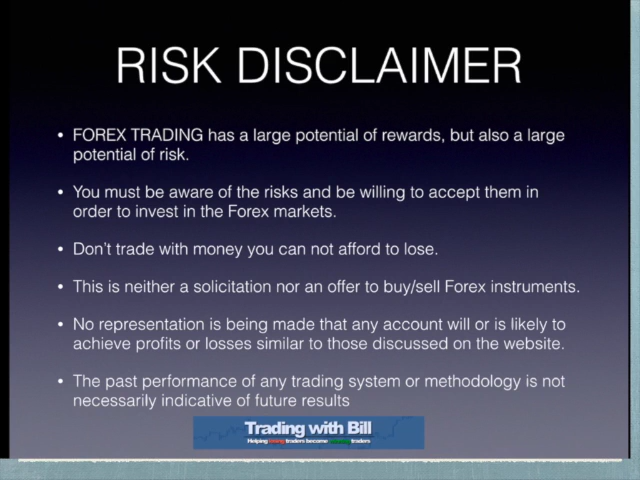 RISK DISCLAIMER
• FOREX TRADING has a large potential of rewards, but also a large
potential of risk.
• You must be aware of the risks and be willing to accept them in
order to invest in the Forex markets.
• Don't trade with money you can not afford to lose.
• This is neither a solicitation nor an offer to buy/sell Forex instruments.
• No representation is being made that any account will or is likely to
achieve profits or losses similar to those discussed on the website.
• The past performance of any trading system or methodology is not
necessarily indicative of future results
Trading with Bill
Helping losing traders become winning traders